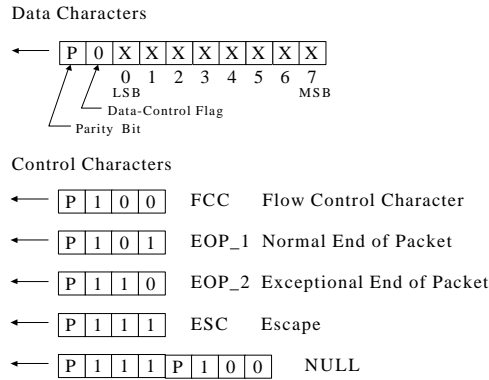 Data Characters
P 0 X X X X X X X X
0 1 2 3 4 5 6 7
LSB MSB
Data-Control Flag
Parity Bit
Control Characters
P 1 0 0 FCC Flow Control Character
P 1 0 1 EOP_1 Normal End of Packet
P 1 1 0 EOP_2 Exceptional End of Packet
P 1 1 1 ESC Escape
P 1 1 1 P 1 0 0 NULL